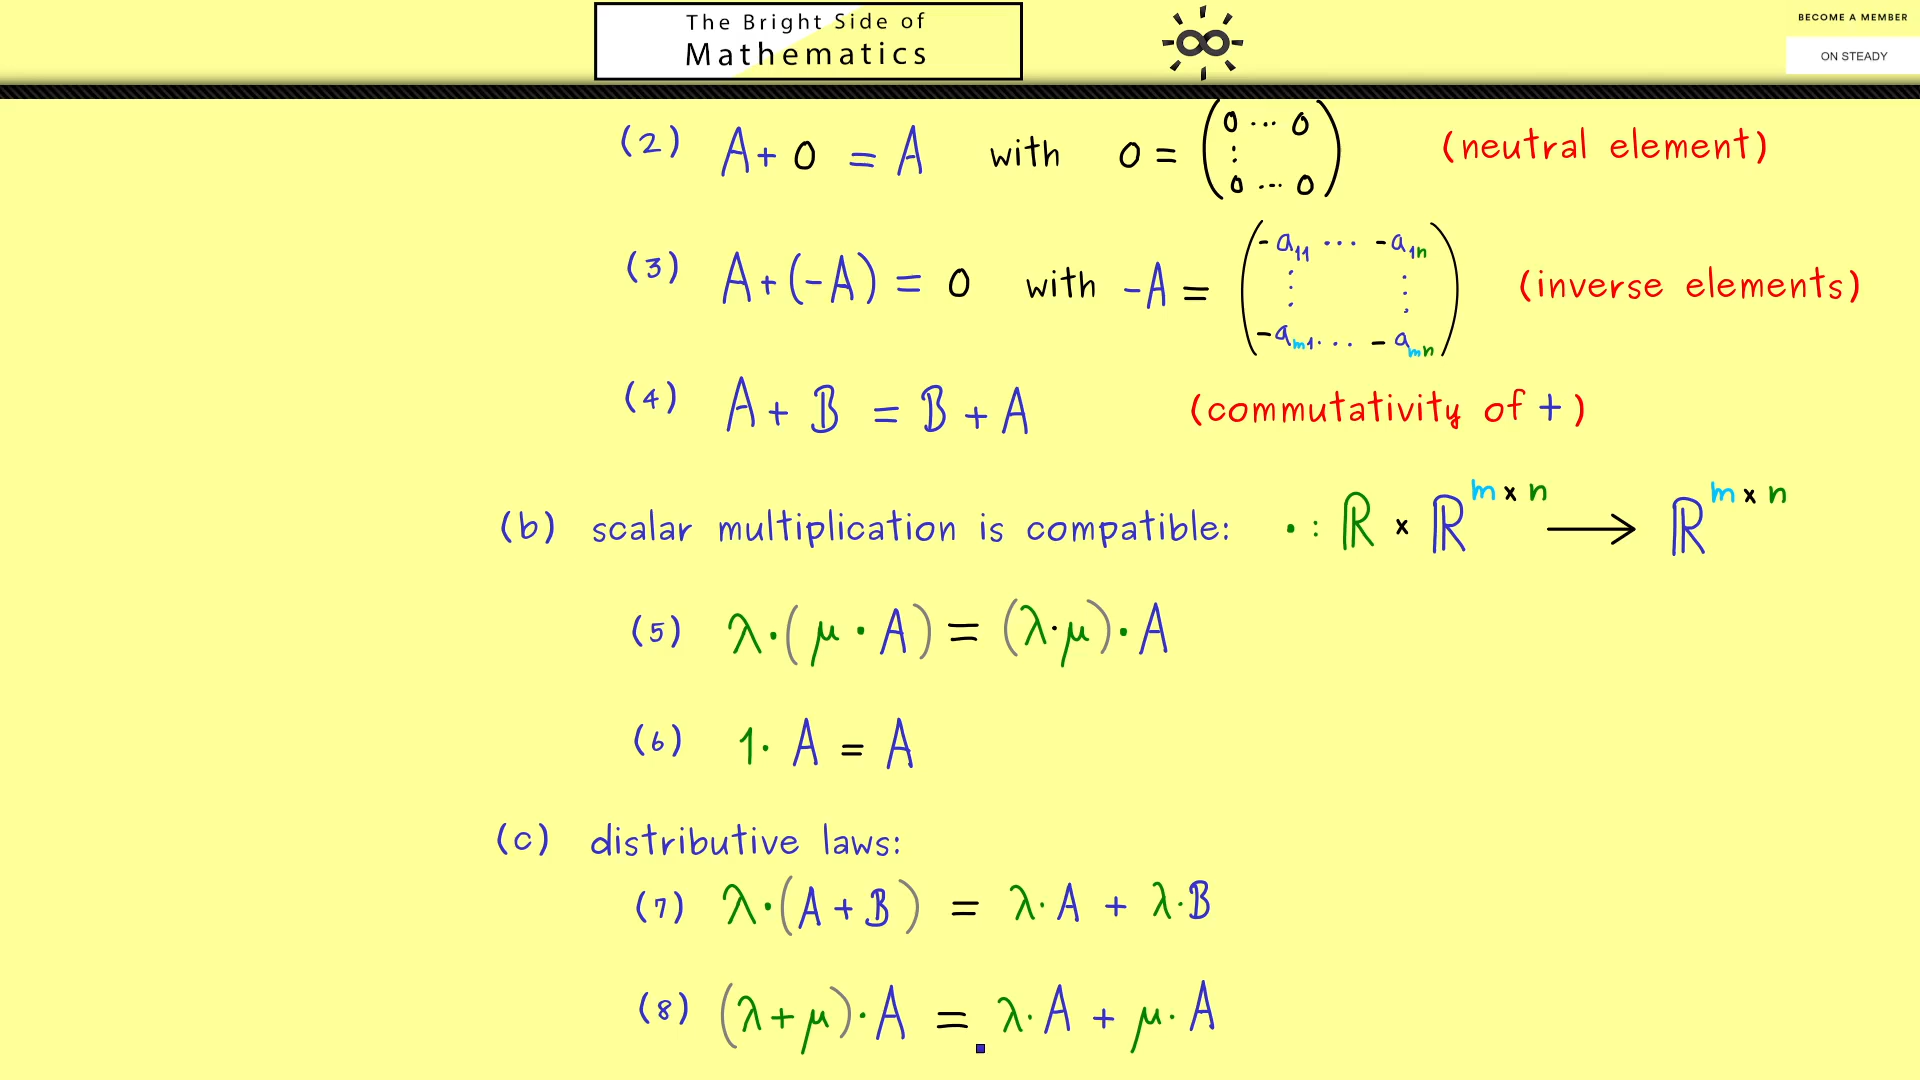 The Bright Side of
Mathematics
BECOME A MEMBER
ON STEADY
(2) A + 0 = A with 0 = (0 ⋯ 0 ⋮ 0 ⋯ 0) (neutral element)
(3) A + (-A) = 0 with -A = (-a₁₁ ⋯ -a₁ₙ ⋮ ⋮ -aₘ₁ ⋯ -aₘₙ) (inverse elements)
(4) A + B = B + A (commutativity of +)
(b) scalar multiplication is compatible: · : ℝ × ℝ^{m×n} ⟶ ℝ^{m×n}
(5) λ·(μ·A) = (λ·μ)·A
(6) 1·A = A
(c) distributive laws:
(7) λ·(A + B) = λ·A + λ·B
(8) (λ+μ)·A = λ·A + μ·A